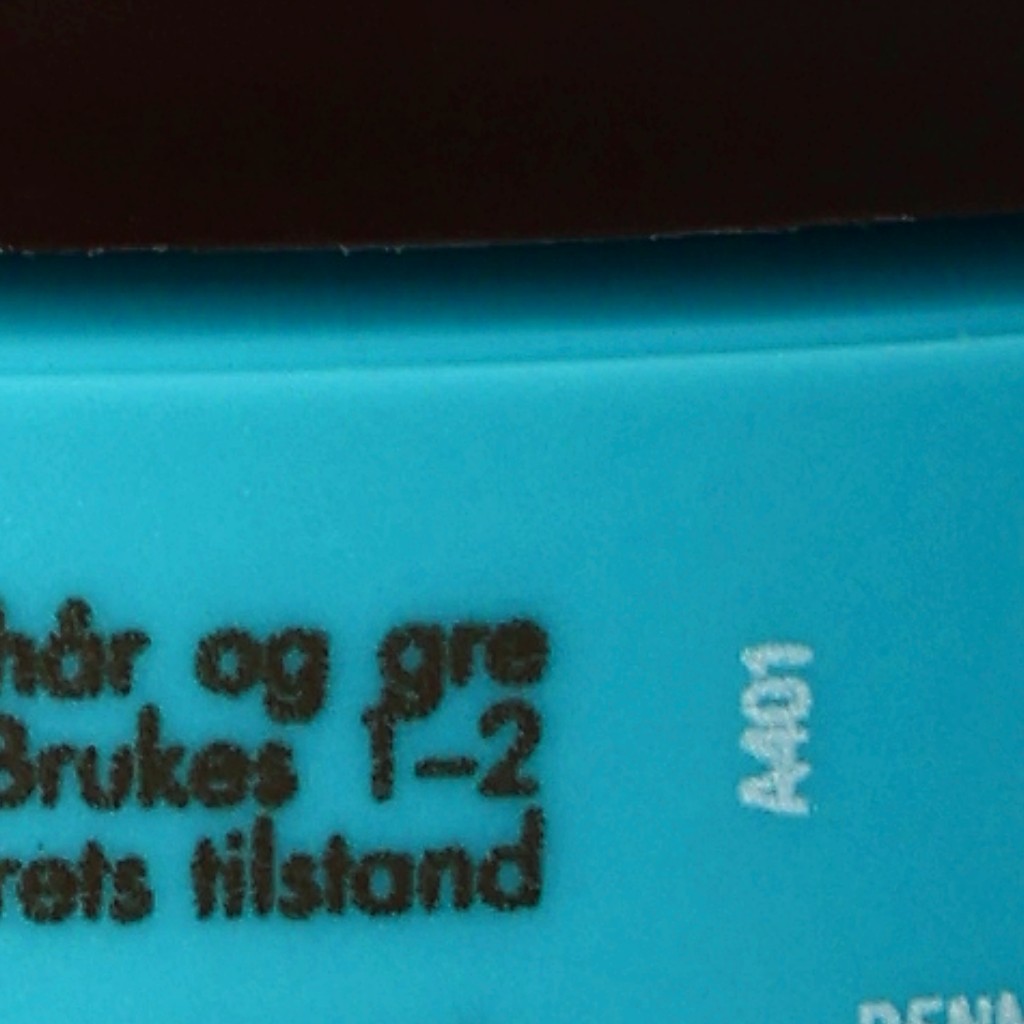 hår og gre
Brukes 1-2
rets tilstand
A401